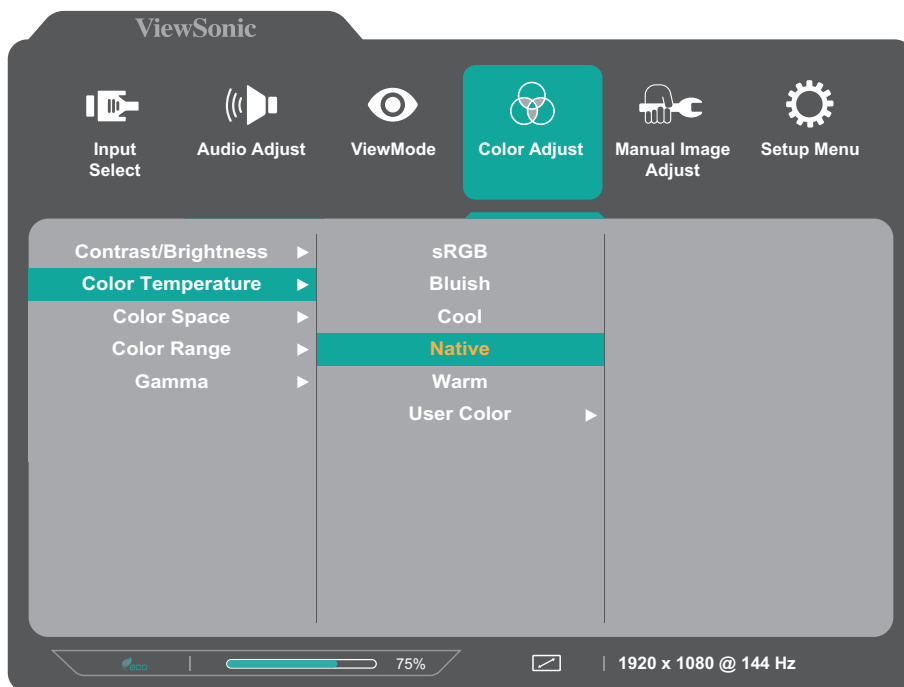 ViewSonic
Input
Select
Audio Adjust
ViewMode
Color Adjust
Manual Image
Adjust
Setup Menu
Contrast/Brightness
Color Temperature
Color Space
Color Range
Gamma
sRGB
Bluish
Cool
Native
Warm
User Color
eco
75%
1920 x 1080 @ 144 Hz